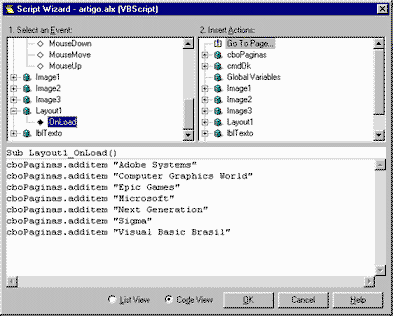 Script Wizard - artigo.alx (VBScript)
1. Select an Event:
2. Insert Actions:
MouseDown
MouseMove
MouseUp
Image1
Image2
Image3
Layout1
OnLoad
lblTexto
Go To Page...
cboPaginas
cmdOk
Global Variables
Image1
Image2
Image3
Layout1
lblTexto
Sub Layout1_OnLoad()
cboPaginas.additem "Adobe Systems"
cboPaginas.additem "Computer Graphics World"
cboPaginas.additem "Epic Games"
cboPaginas.additem "Microsoft"
cboPaginas.additem "Next Generation"
cboPaginas.additem "Sigma"
cboPaginas.additem "Visual Basic Brasil"
List View
Code View
OK
Cancel
Help